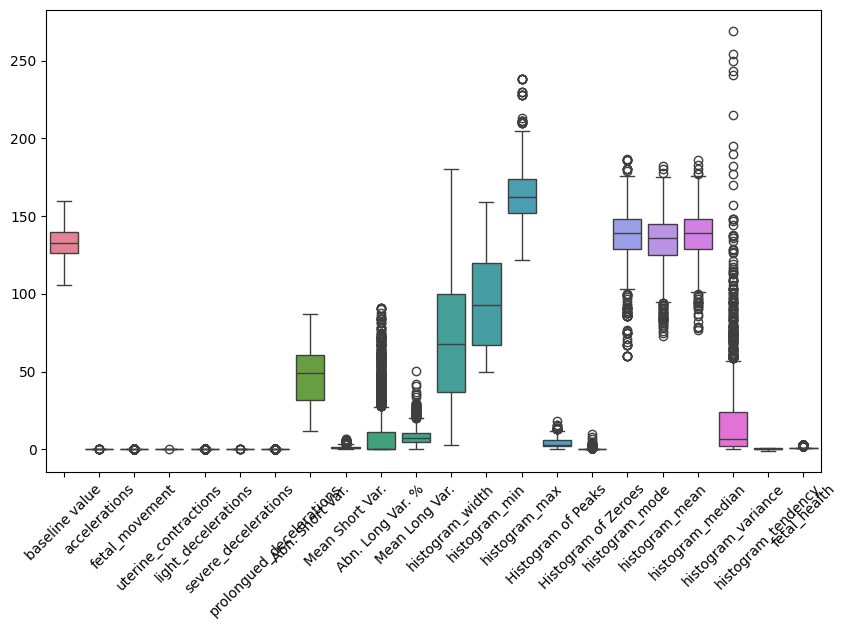 250
200
150
100
50
0
baseline value
accelerations
fetal_movement
uterine_contractions
light_decelerations
severe_decelerations
prolongued_decelerations
Abn. Short Var.
Mean Short Var.
Abn. Long Var. %
Mean Long Var.
histogram_width
histogram_min
histogram_max
Histogram of Peaks
Histogram of Zeroes
histogram_mode
histogram_mean
histogram_median
histogram_variance
histogram_tendency
fetal_health